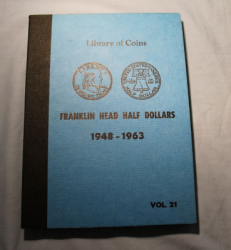 Library of Coins
FRANKLIN HEAD HALF DOLLARS
1948 - 1963
VOL. 21